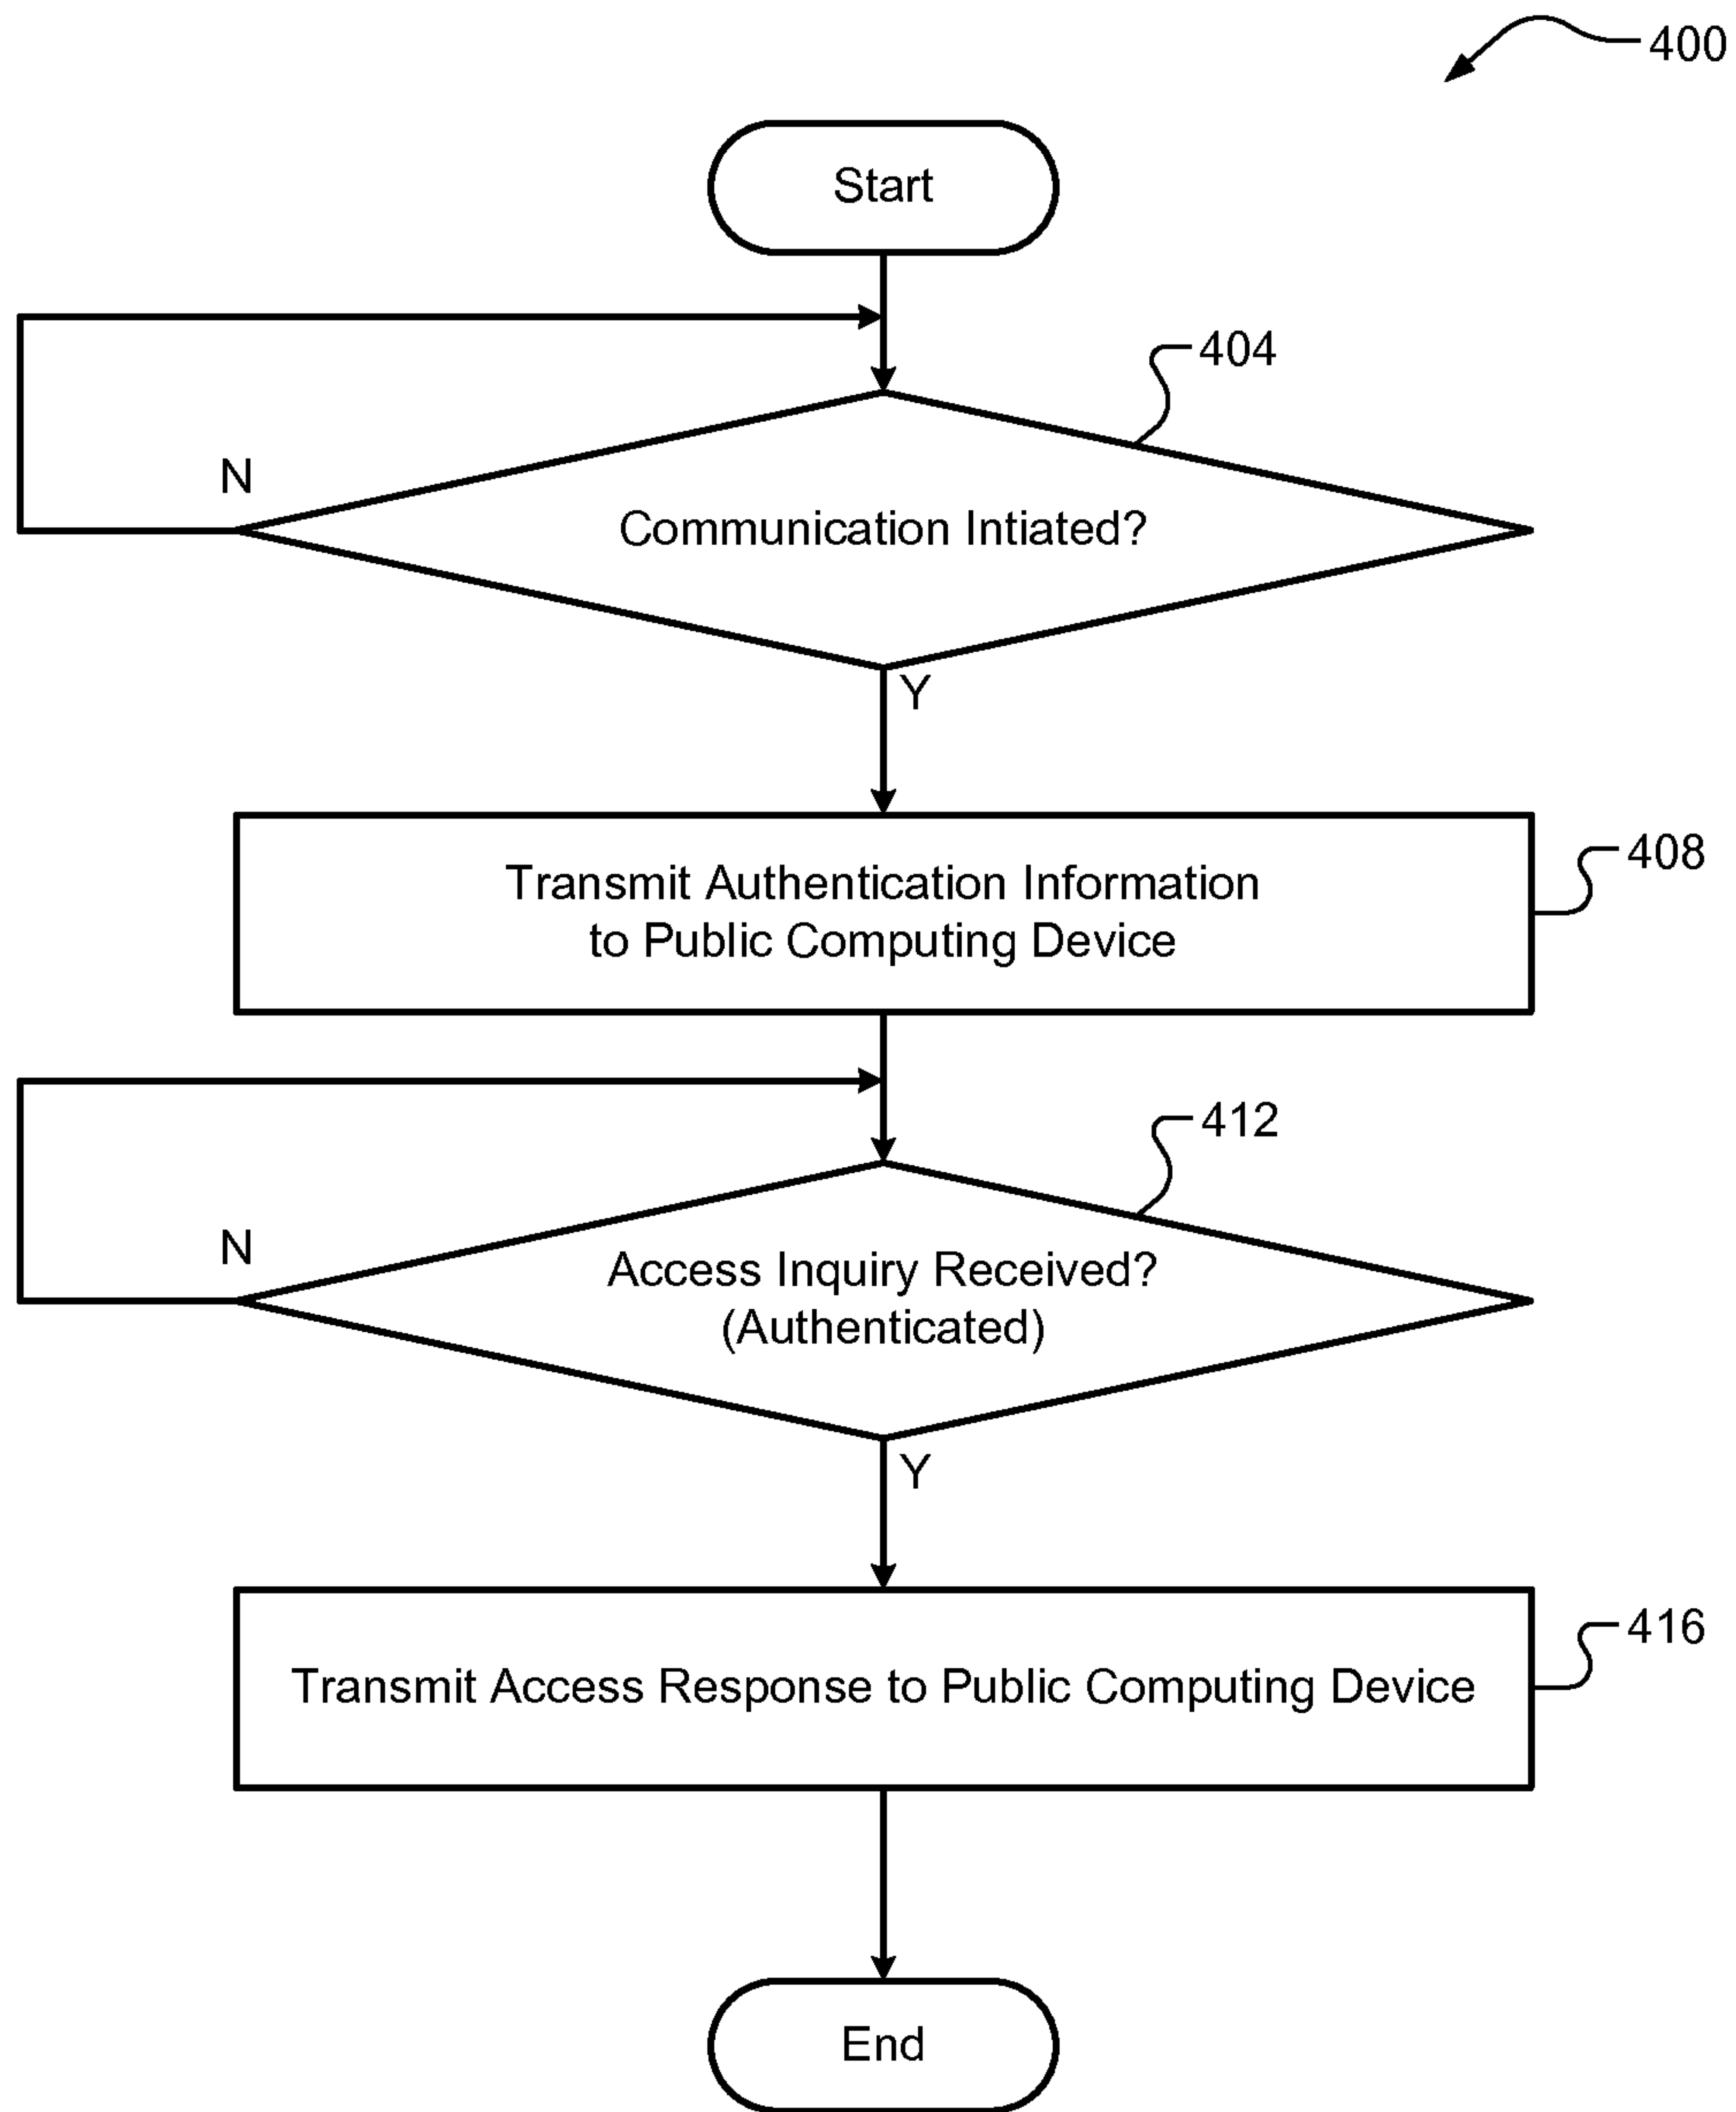 400
Start
404
N
Communication Intiated?
Y
408
Transmit Authentication Information
to Public Computing Device
412
N
Access Inquiry Received?
(Authenticated)
Y
416
Transmit Access Response to Public Computing Device
End